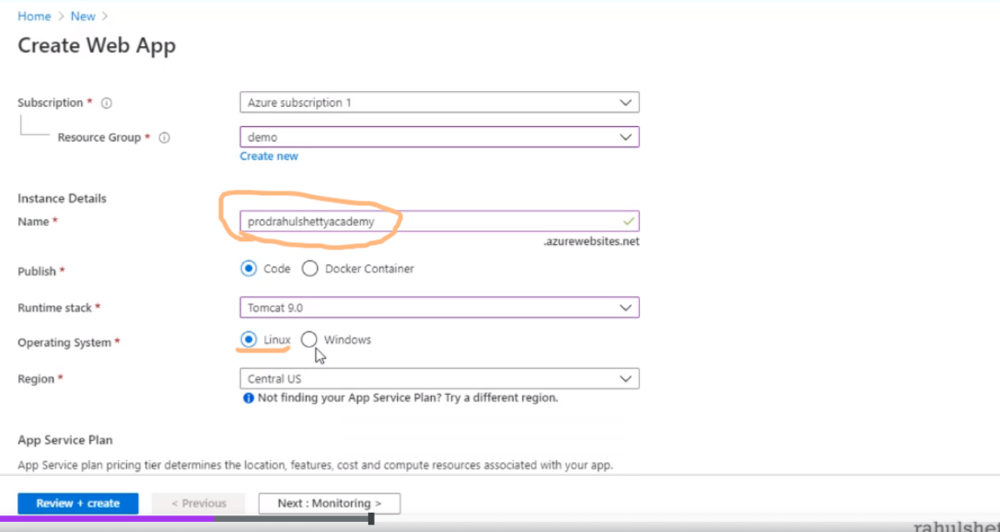 Home > New >
Create Web App
Subscription * Azure subscription 1
Resource Group * demo
Create new
Instance Details
Name * prodrahulshettyacademy
.azurewebsites.net
Publish * Code Docker Container
Runtime stack * Tomcat 9.0
Operating System * Linux Windows
Region * Central US
Not finding your App Service Plan? Try a different region.
App Service Plan
App Service plan pricing tier determines the location, features, cost and compute resources associated with your app.
Review + create < Previous Next : Monitoring >
rahulshet